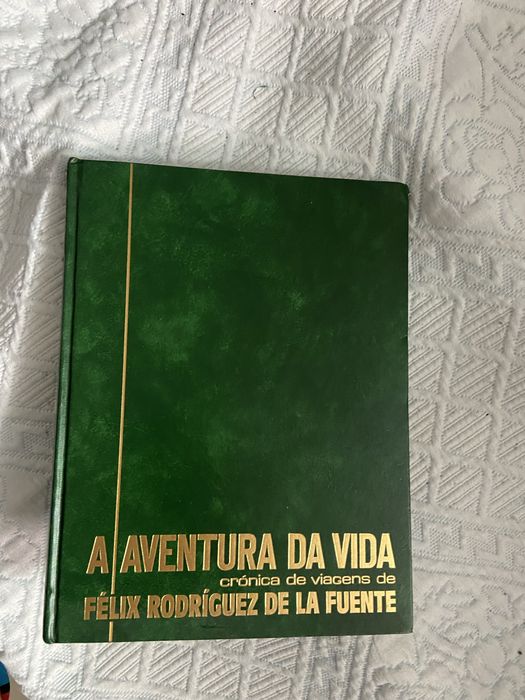 A AVENTURA DA VIDA
crónica de viagens de
FÉLIX RODRÍGUEZ DE LA FUENTE